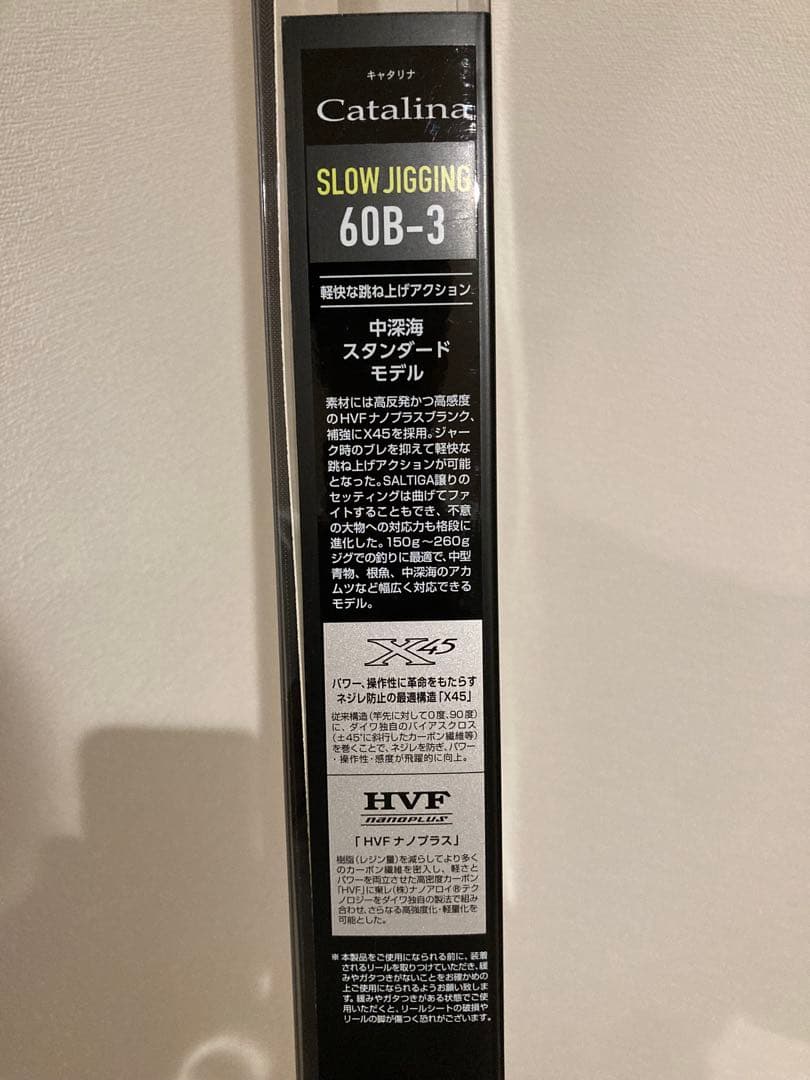 キャタリナ
Catalina
SLOW JIGGING
60B-3
軽快な跳ね上げアクション
中深海
スタンダード
モデル
素材には高反発かつ高感度
のHVFナノプラスブランク、
補強にX45を採用。ジャー
ク時のブレを抑えて軽快な
跳ね上げアクションが可能
となった。SALTIGA譲りの
セッティングは曲げてファ
イトすることもでき、不意
の大物への対応力も格段に
進化した。150g〜260g
ジグでの釣りに最適で、中型
青物、根魚、中深海のアカ
ムツなど幅広く対応できる
モデル。
X45
パワー、操作性に革命をもたらす
ネジレ防止の最適構造「X45」
従来構造(竿先に対して0度、90度)
に、ダイワ独自のバイアスクロス
(±45°に斜行したカーボン繊維等)
を巻くことで、ネジレを防ぎ、パワー
・操作性・感度が飛躍的に向上。
HVF
nanoplus
「HVFナノプラス」
樹脂(レジン量)を減らしてより多く
のカーボン繊維を密入し、軽さと
パワーを両立させた高密度カーボン
「HVF」に東レ(株)ナノアロイ®テク
ノロジーをダイワ独自の製法で組み
合わせ、さらなる高強度化・軽量化を
可能とした。
※本製品をご使用になられる前に、装着
されるリールを取りつけていただき、緩
みやガタつきがないことをお確かめの
上ご使用になられるようお願い致しま
す。緩みやガタつきがある状態でご使
用いただくと、リールシートの破損や
リールの脚が傷つく恐れがございます。